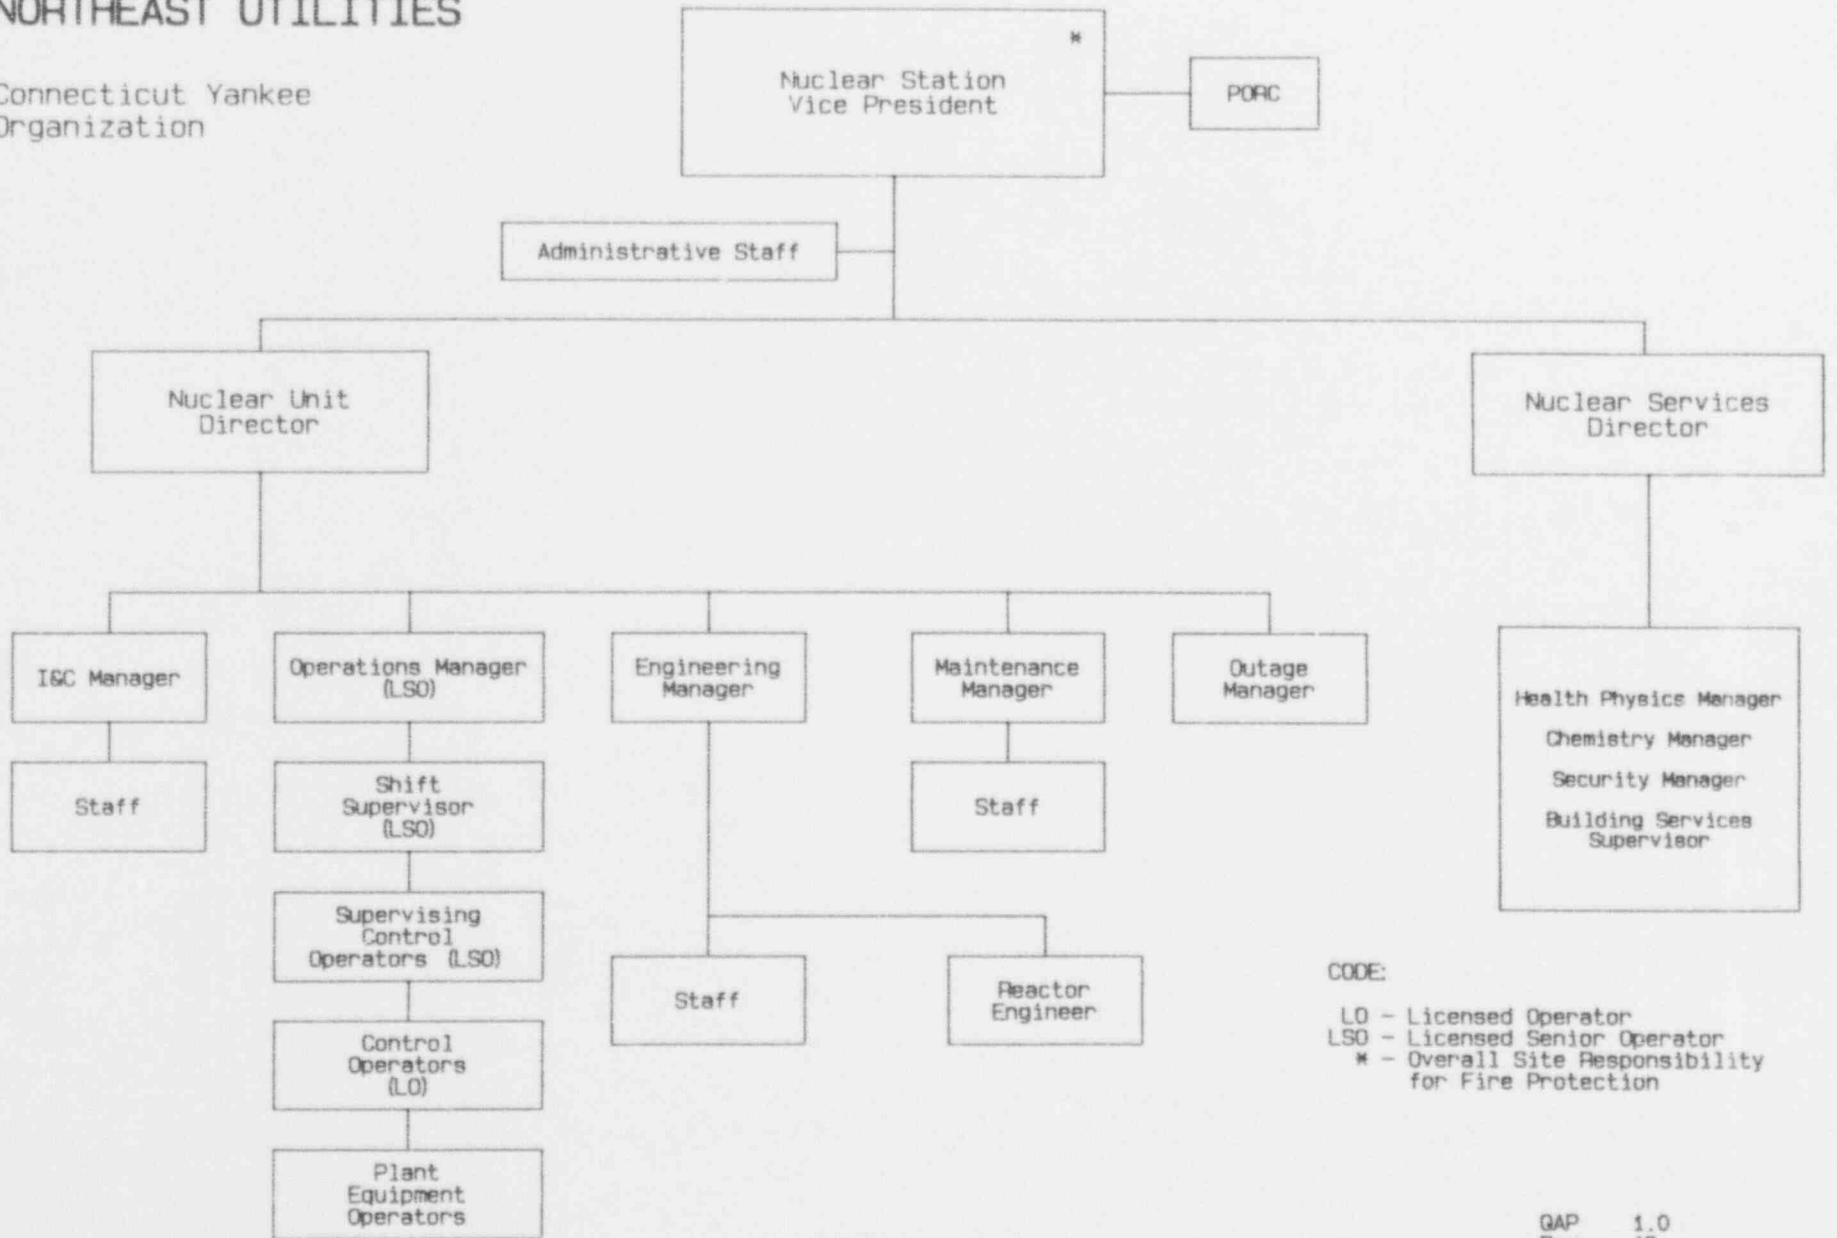 NORTHEAST UTILITIES
Connecticut Yankee
Organization
*
Nuclear Station
Vice President
PORC
Administrative Staff
Nuclear Unit
Director
Nuclear Services
Director
I&C Manager
Operations Manager
(LSO)
Engineering
Manager
Maintenance
Manager
Outage
Manager
Health Physics Manager
Chemistry Manager
Security Manager
Building Services
Supervisor
Staff
Shift
Supervisor
(LSO)
Staff
Supervising
Control
Operators (LSO)
Staff
Reactor
Engineer
Control
Operators
(LO)
Plant
Equipment
Operators
CODE:
LO - Licensed Operator
LSO - Licensed Senior Operator
* - Overall Site Responsibility
for Fire Protection
QAP 1.0